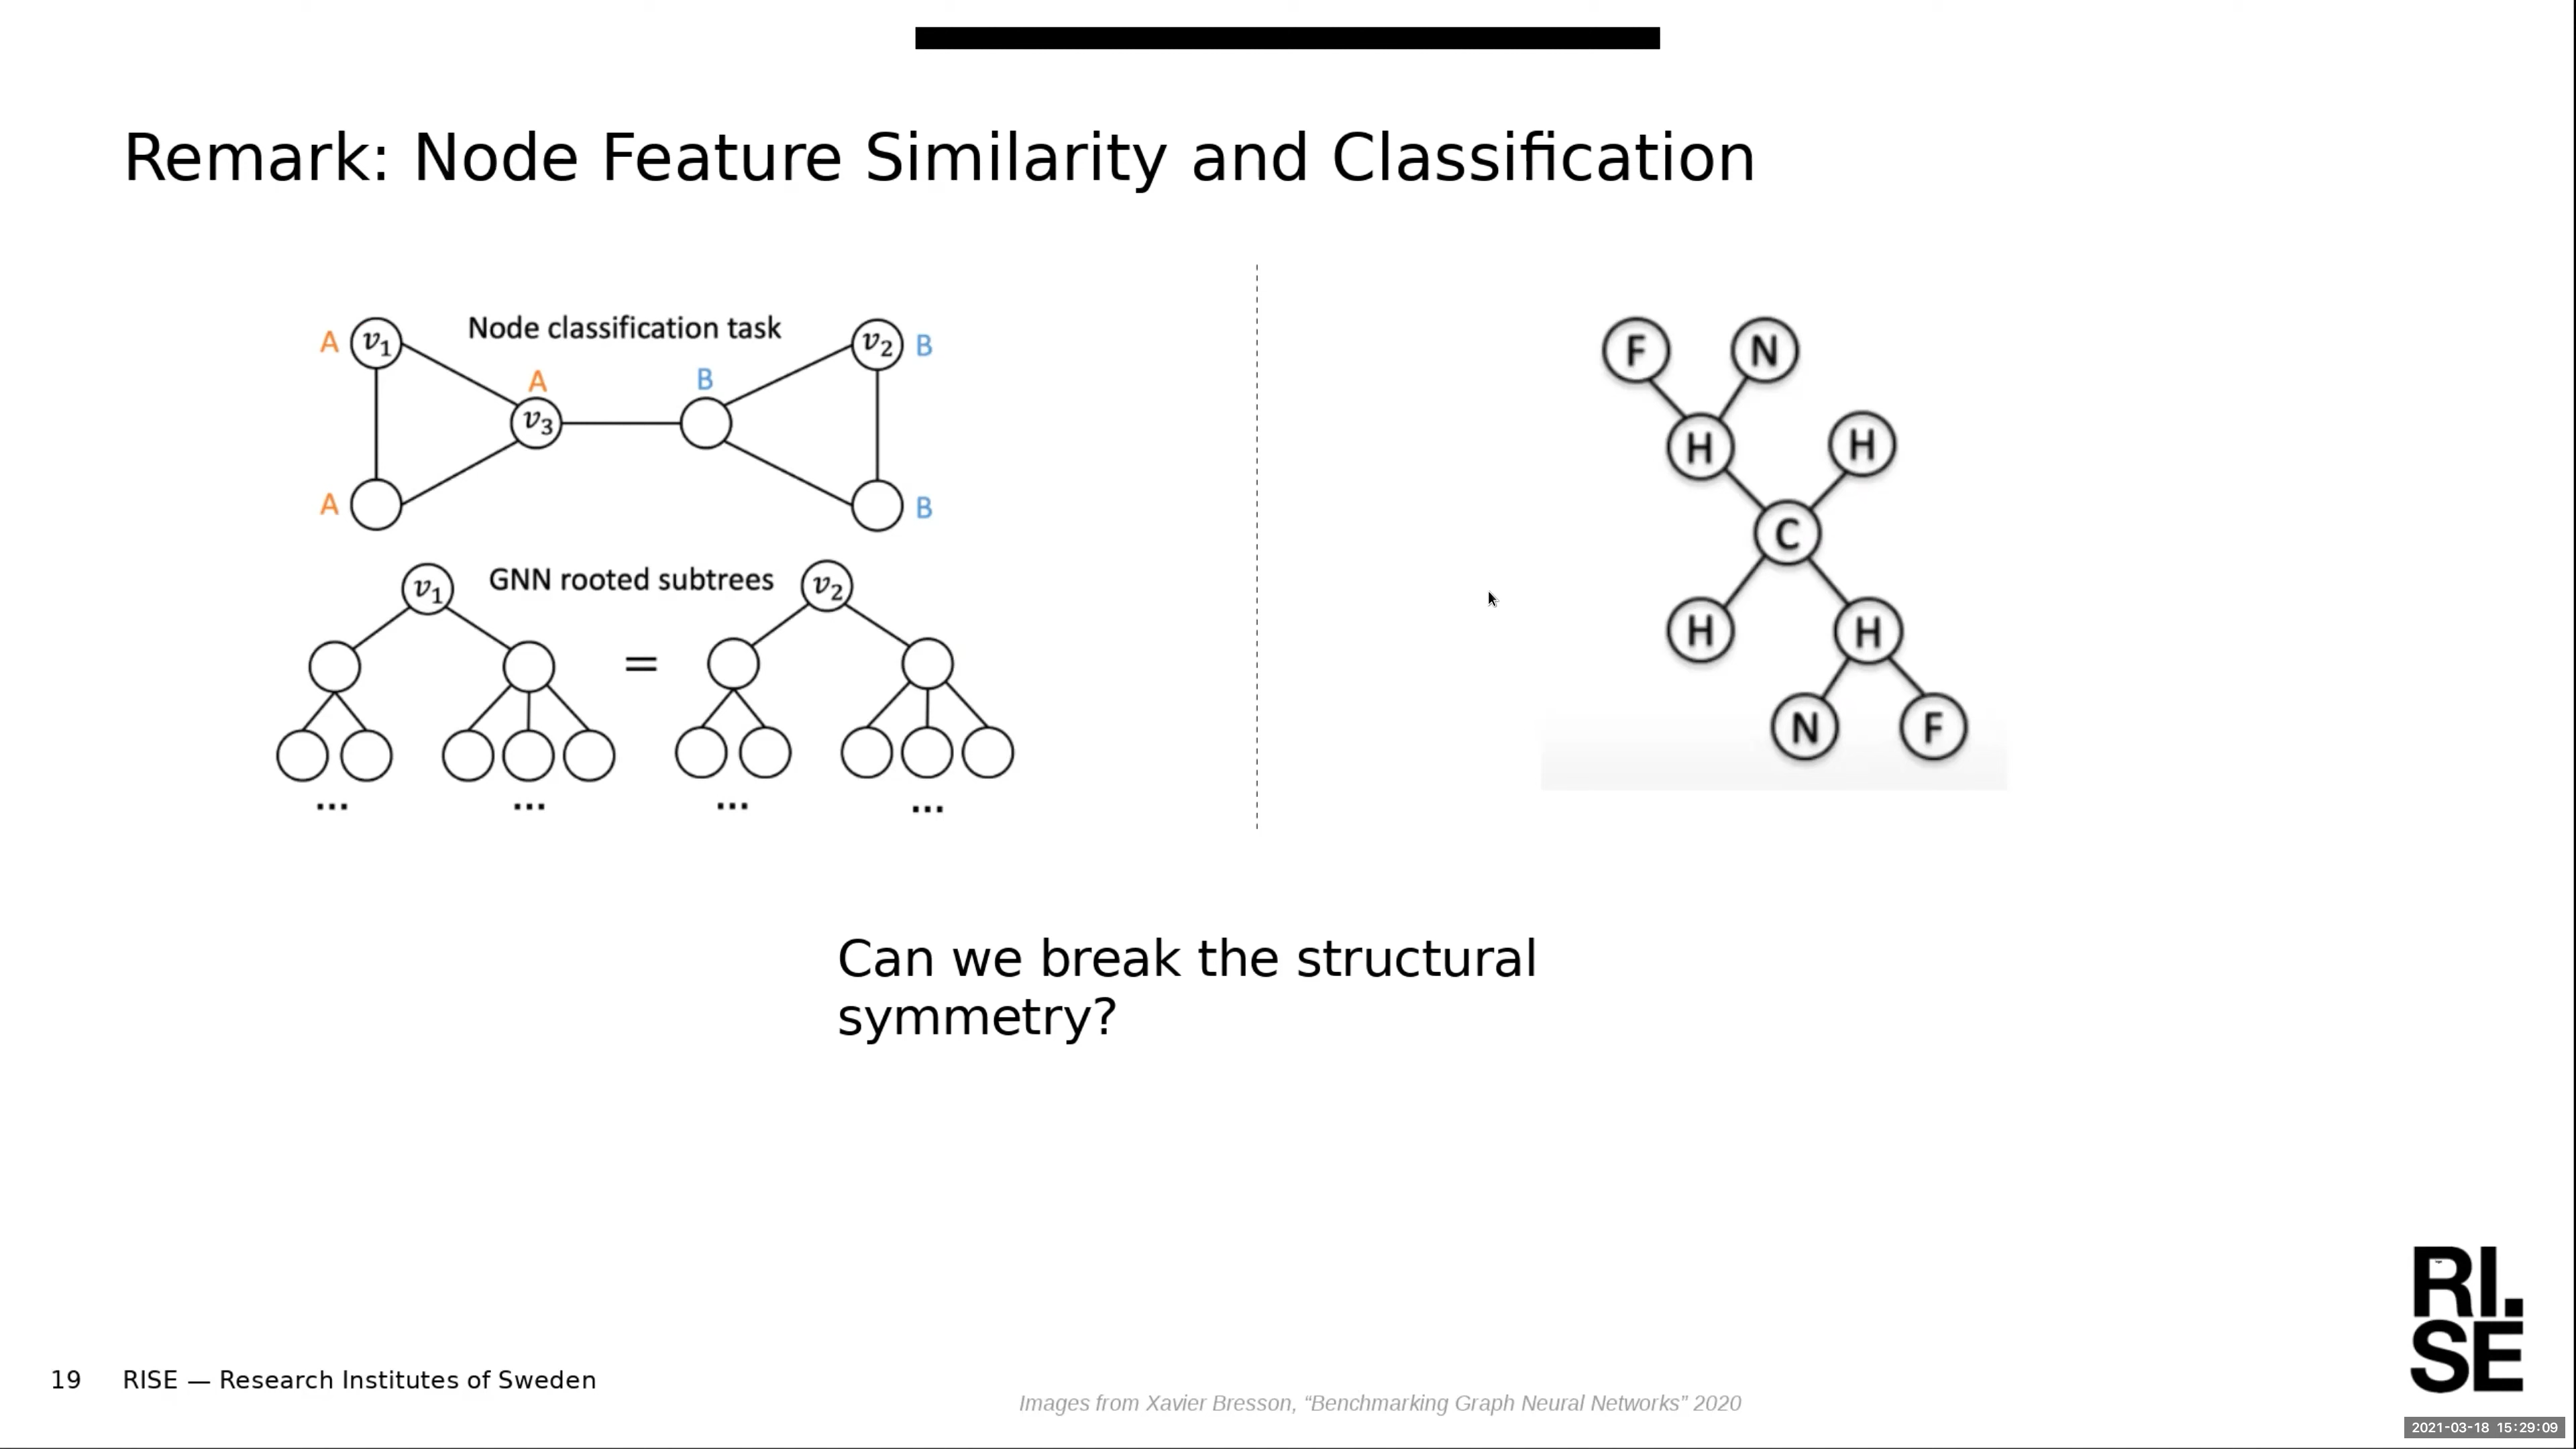 Remark: Node Feature Similarity and Classification
Node classification task
A v₁
v₂ B
A
B
v₃
A
B
GNN rooted subtrees
v₁
v₂
=
...
...
...
...
F N
H H
C
H H
N F
Can we break the structural
symmetry?
19 RISE — Research Institutes of Sweden
Images from Xavier Bresson, “Benchmarking Graph Neural Networks” 2020
RI.
SE
2021-03-18 15:29:09